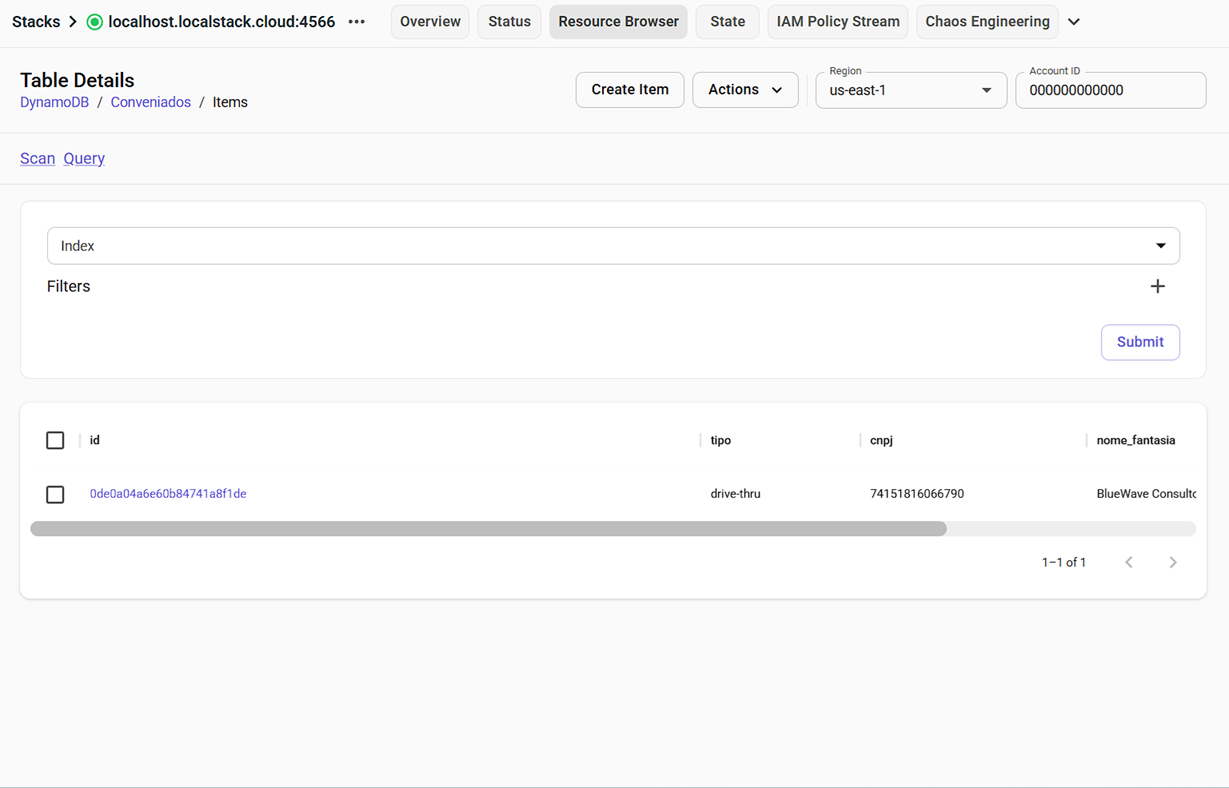 Stacks > localhost.localstack.cloud:4566 ••• Overview Status Resource Browser State IAM Policy Stream Chaos Engineering
Table Details
DynamoDB / Conveniados / Items
Create Item Actions
Region
us-east-1
Account ID
000000000000
Scan Query
Index
Filters +
Submit
id tipo cnpj nome_fantasia
0de0a04a6e60b84741a8f1de drive-thru 74151816066790 BlueWave Consulto
1–1 of 1